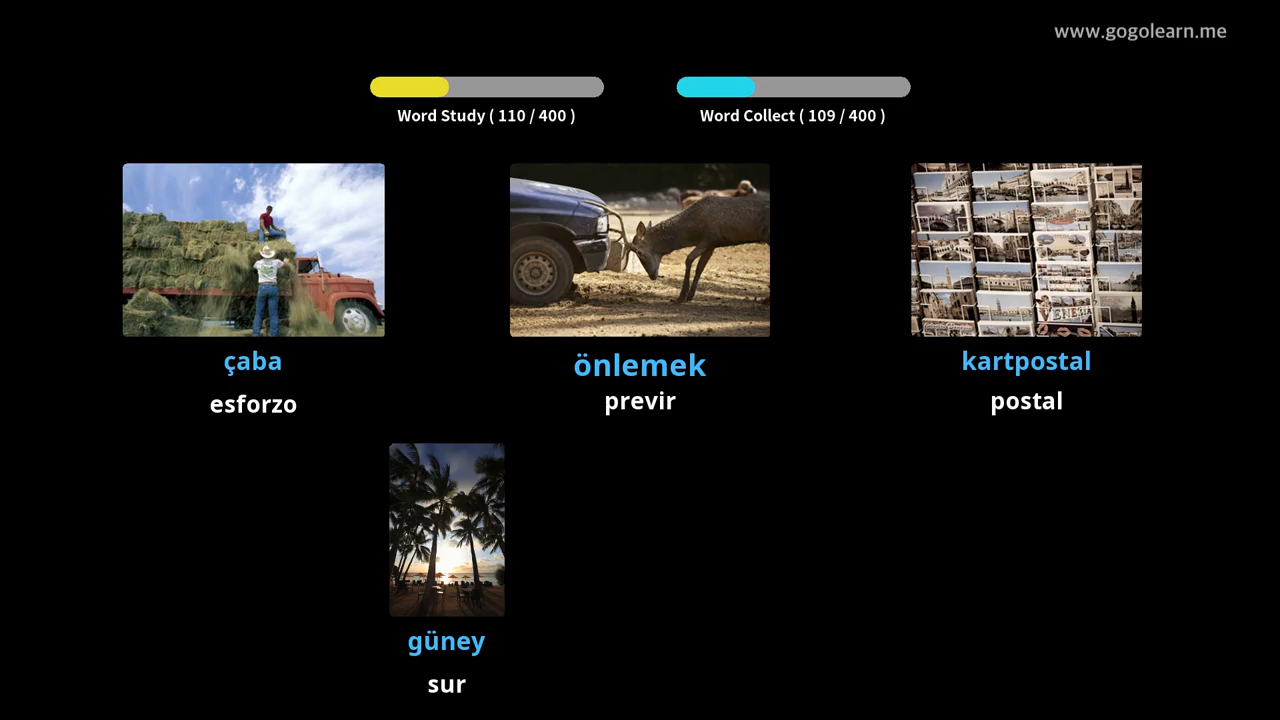 www.gogolearn.me
Word Study ( 110 / 400 )
Word Collect ( 109 / 400 )
çaba
esforzo
önlemek
previr
kartpostal
postal
VENEZIA
güney
sur